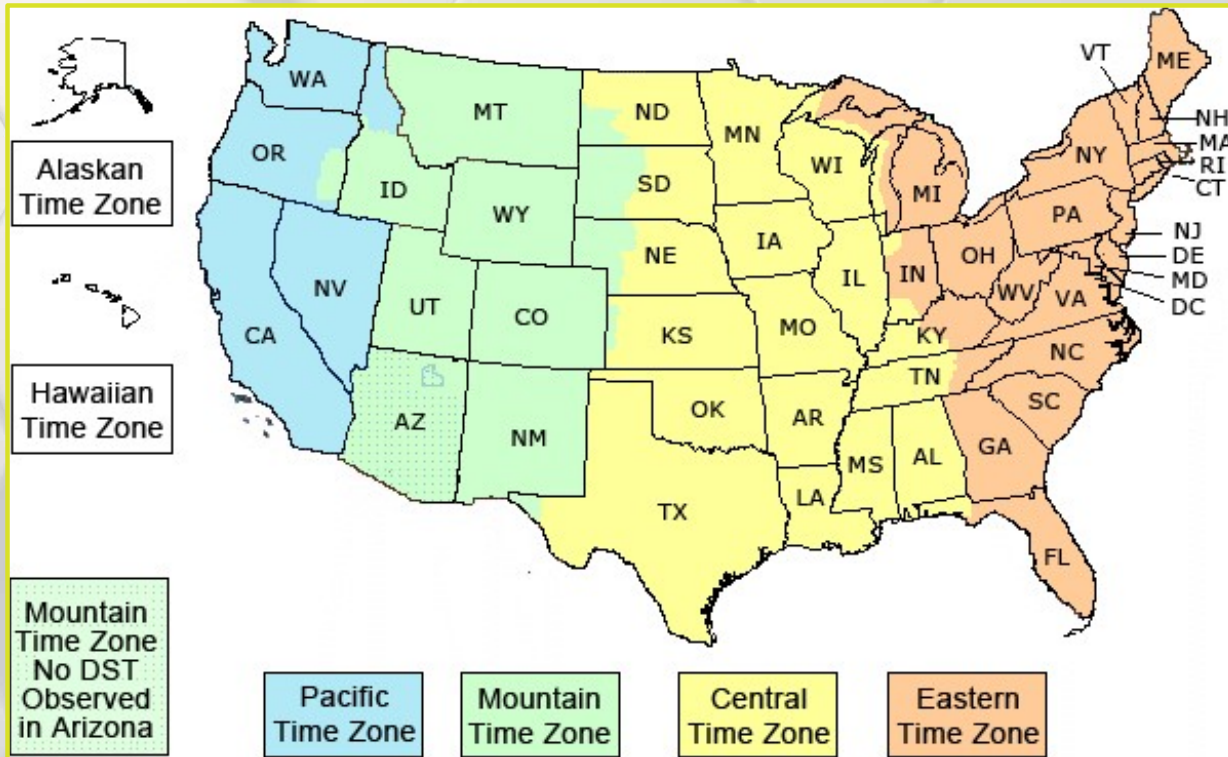 VT
ME
WA
MT
ND
MN
NH
MA
OR
ID
SD
WI
MI
NY
RI
CT
Alaskan
Time Zone
WY
PA
NJ
IA
NE
OH
DE
NV
UT
CO
IL
IN
WV
VA
MD
DC
CA
KS
MO
KY
NC
Hawaiian
Time Zone
AZ
NM
OK
AR
TN
SC
MS
AL
GA
LA
TX
FL
Mountain
Time Zone
No DST
Observed
in Arizona
Pacific
Time Zone
Mountain
Time Zone
Central
Time Zone
Eastern
Time Zone